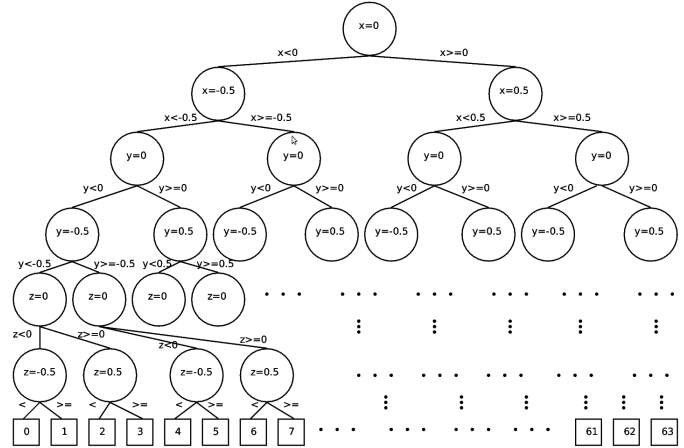 x=0
x<0 x>=0
x=-0.5 x=0.5
x<-0.5 x>=-0.5 x<0.5 x>=0.5
y=0 y=0 y=0 y=0
y<0 y>=0 y<0 y>=0 y<0 y>=0 y<0 y>=0
y=-0.5 y=0.5 y=-0.5 y=0.5 y=-0.5 y=0.5 y=-0.5 y=0.5
y<-0.5 y>=-0.5 y<0.5 y>=0.5
z=0 z=0 z=0 z=0
z<0 z>=0 z<0 z>=0
z=-0.5 z=0.5 z=-0.5 z=0.5
< >= < >= < >= < >=
0 1 2 3 4 5 6 7 61 62 63